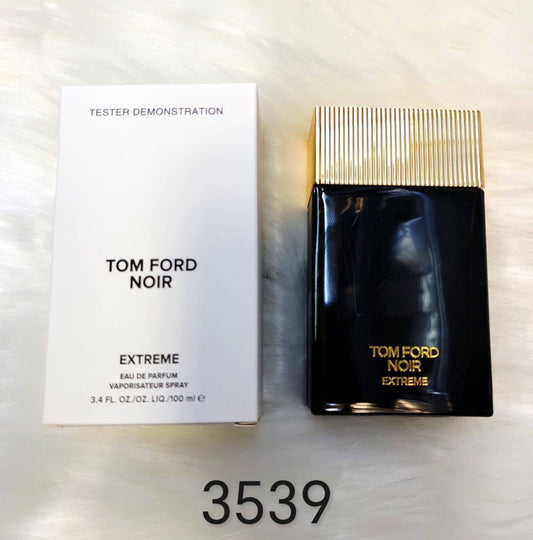 TESTER DEMONSTRATION
TOM FORD
NOIR
EXTREME
EAU DE PARFUM
VAPORISATEUR SPRAY
3.4 FL. OZ./OZ. LIQ./100 ml ℮
TOM FORD
NOIR
EXTREME
3539